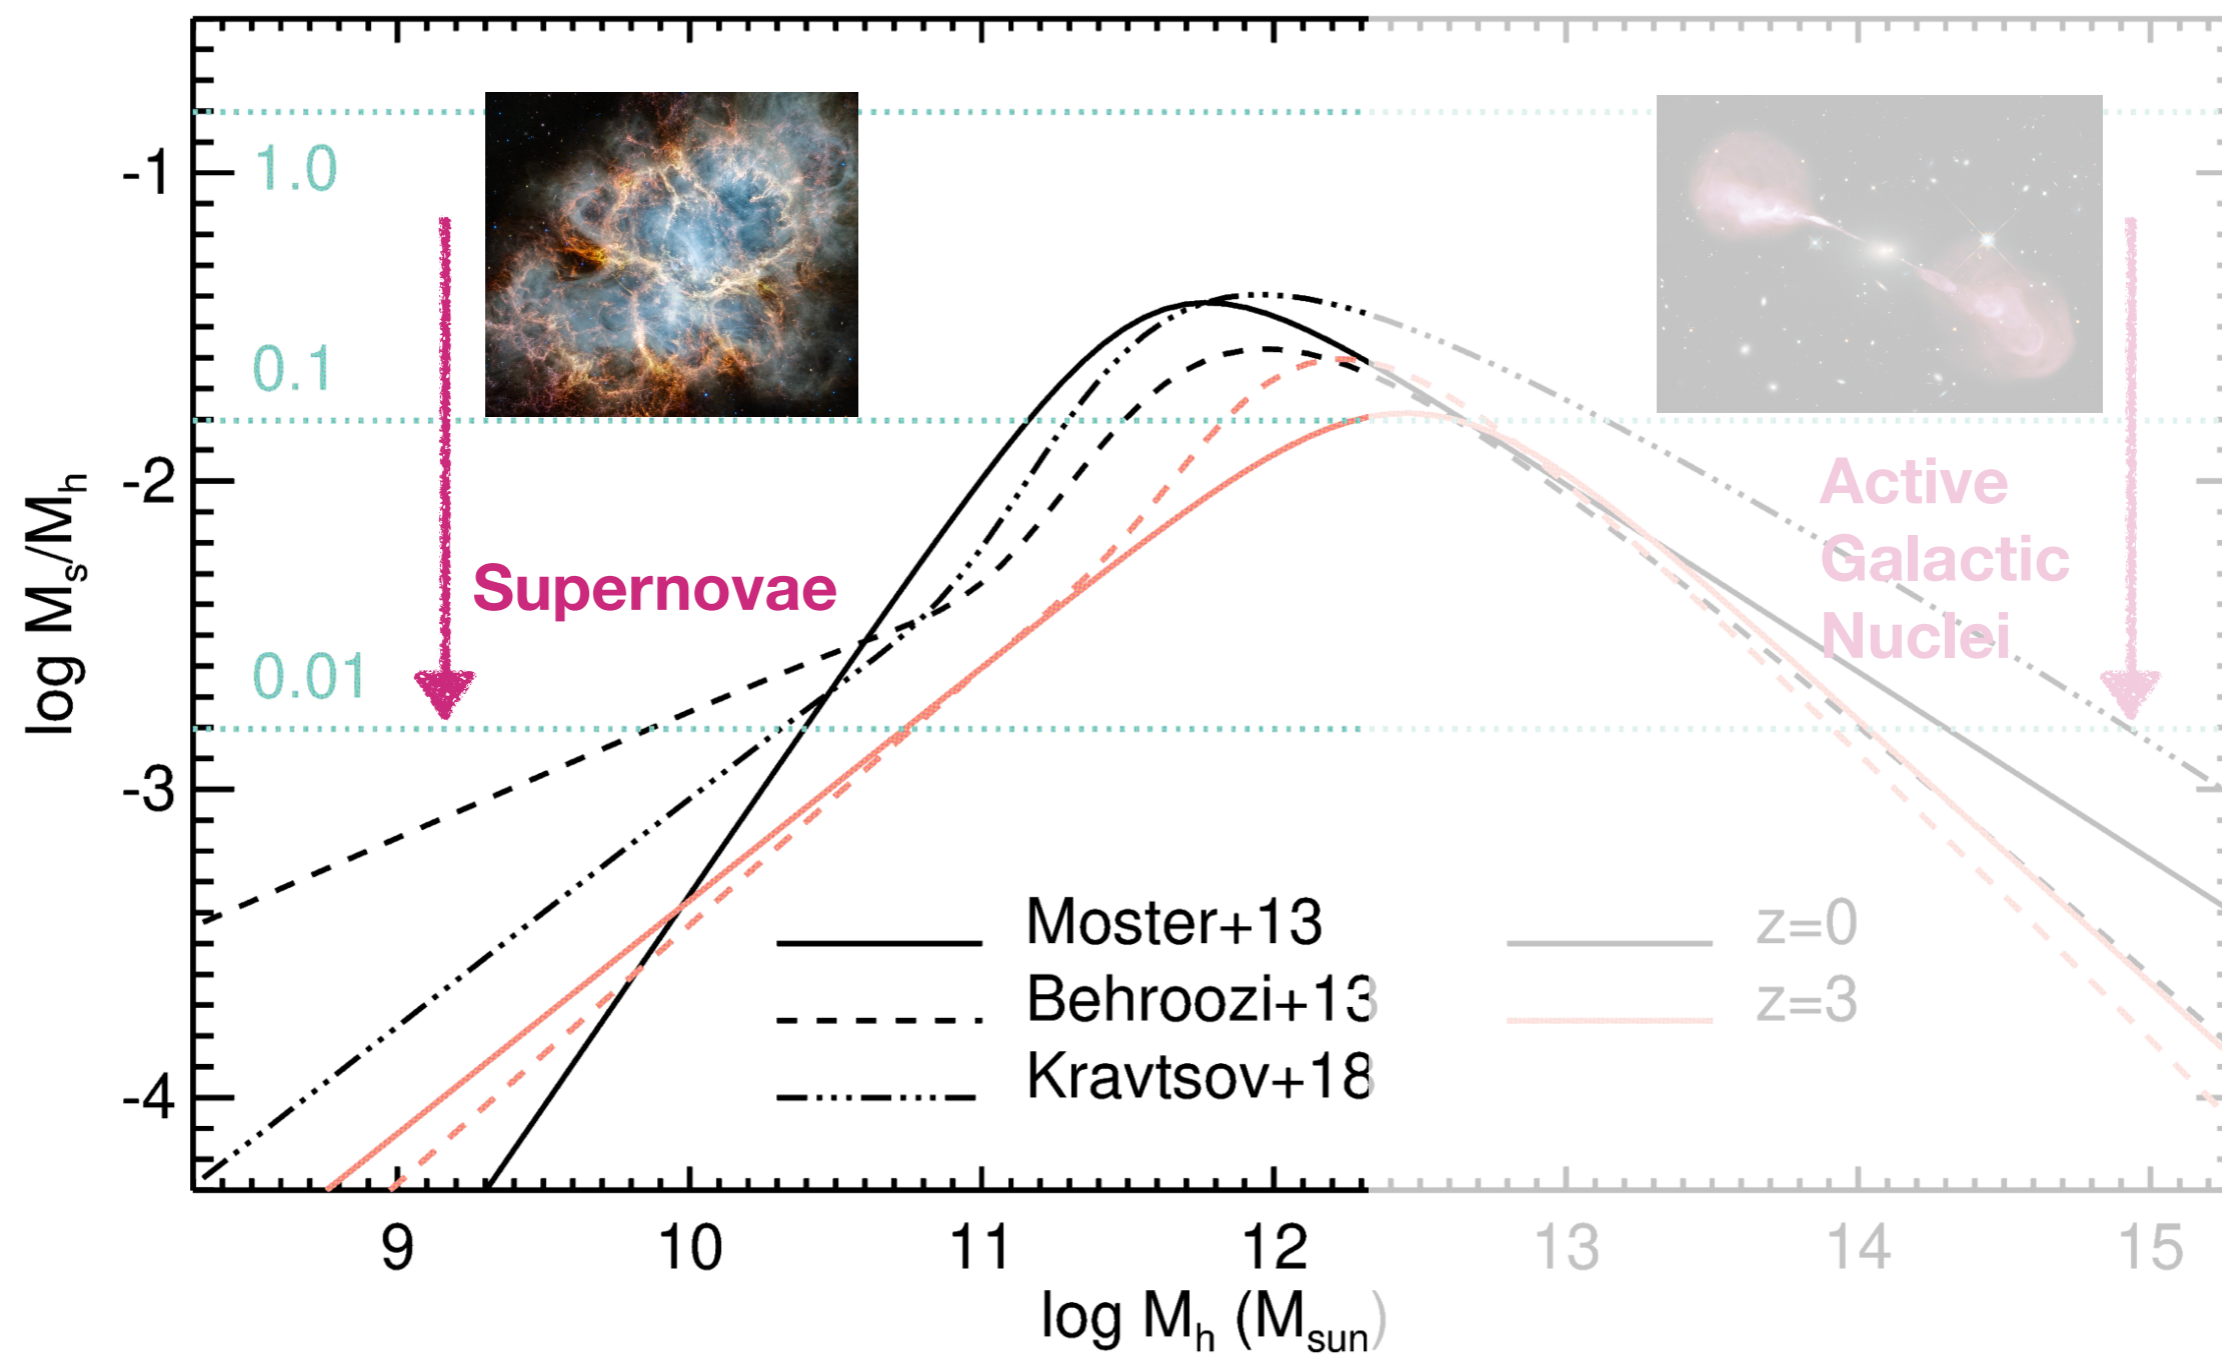 -1
-2
-3
-4
log Ms/Mh
1.0
0.1
0.01
Supernovae
Active
Galactic
Nuclei
Moster+13
Behroozi+13
Kravtsov+18
z=0
z=3
9 10 11 12 13 14 15
log Mh (Msun)